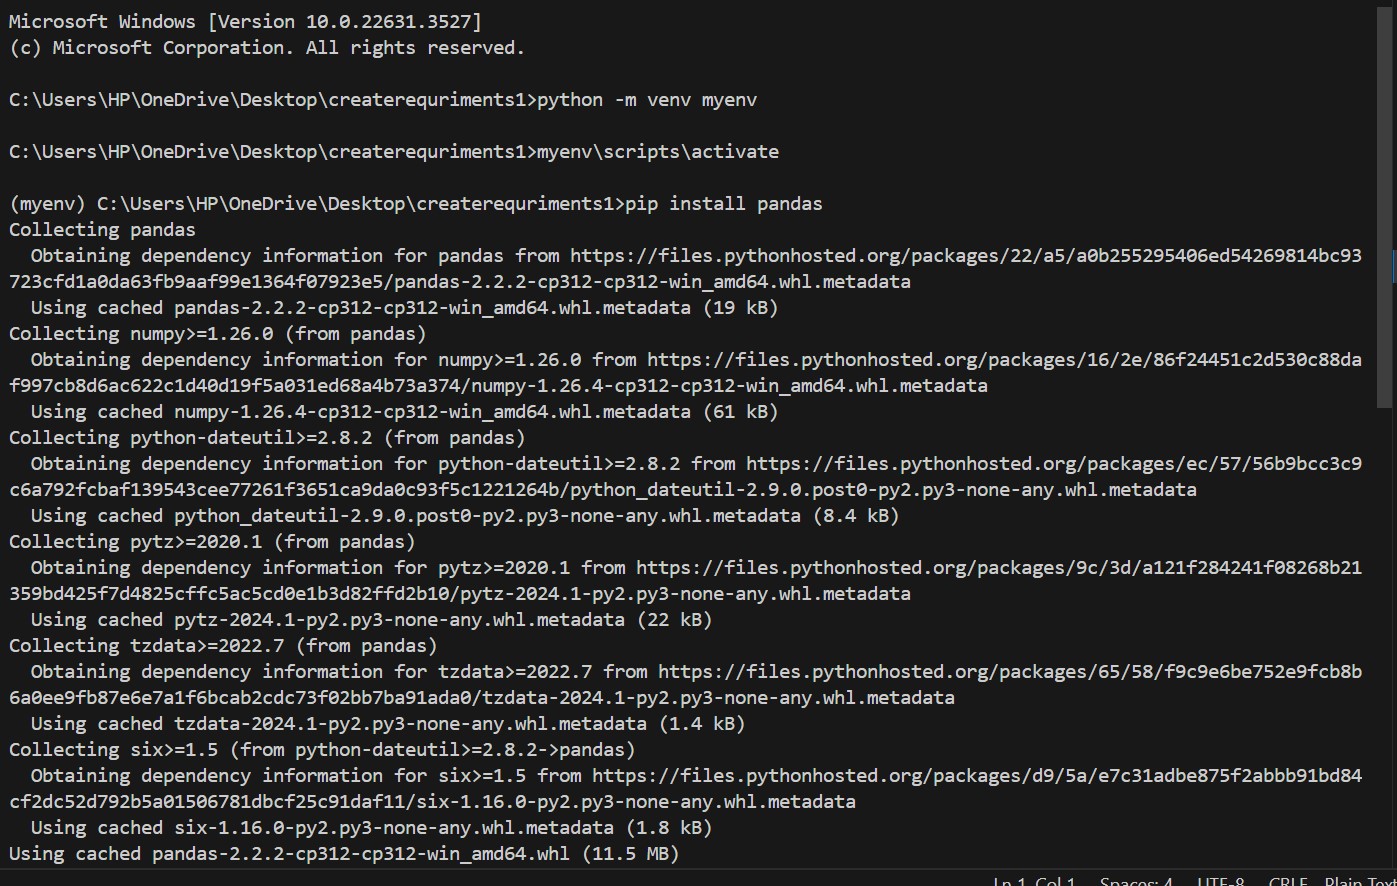 Microsoft Windows [Version 10.0.22631.3527]
(c) Microsoft Corporation. All rights reserved.
C:\Users\HP\OneDrive\Desktop\createrequriments1>python -m venv myenv
C:\Users\HP\OneDrive\Desktop\createrequriments1>myenv\scripts\activate
(myenv) C:\Users\HP\OneDrive\Desktop\createrequriments1>pip install pandas
Collecting pandas
  Obtaining dependency information for pandas from https://files.pythonhosted.org/packages/22/a5/a0b255295406ed54269814bc93
723cfd1a0da63fb9aaf99e1364f07923e5/pandas-2.2.2-cp312-cp312-win_amd64.whl.metadata
  Using cached pandas-2.2.2-cp312-cp312-win_amd64.whl.metadata (19 kB)
Collecting numpy>=1.26.0 (from pandas)
  Obtaining dependency information for numpy>=1.26.0 from https://files.pythonhosted.org/packages/16/2e/86f24451c2d530c88da
f997cb8d6ac622c1d40d19f5a031ed68a4b73a374/numpy-1.26.4-cp312-cp312-win_amd64.whl.metadata
  Using cached numpy-1.26.4-cp312-cp312-win_amd64.whl.metadata (61 kB)
Collecting python-dateutil>=2.8.2 (from pandas)
  Obtaining dependency information for python-dateutil>=2.8.2 from https://files.pythonhosted.org/packages/ec/57/56b9bcc3c9
c6a792fcbaf139543cee77261f3651ca9da0c93f5c1221264b/python_dateutil-2.9.0.post0-py2.py3-none-any.whl.metadata
  Using cached python_dateutil-2.9.0.post0-py2.py3-none-any.whl.metadata (8.4 kB)
Collecting pytz>=2020.1 (from pandas)
  Obtaining dependency information for pytz>=2020.1 from https://files.pythonhosted.org/packages/9c/3d/a121f284241f08268b21
359bd425f7d4825cffc5ac5cd0e1b3d82ffd2b10/pytz-2024.1-py2.py3-none-any.whl.metadata
  Using cached pytz-2024.1-py2.py3-none-any.whl.metadata (22 kB)
Collecting tzdata>=2022.7 (from pandas)
  Obtaining dependency information for tzdata>=2022.7 from https://files.pythonhosted.org/packages/65/58/f9c9e6be752e9fcb8b
6a0ee9fb87e6e7a1f6bcab2cdc73f02bb7ba91ada0/tzdata-2024.1-py2.py3-none-any.whl.metadata
  Using cached tzdata-2024.1-py2.py3-none-any.whl.metadata (1.4 kB)
Collecting six>=1.5 (from python-dateutil>=2.8.2->pandas)
  Obtaining dependency information for six>=1.5 from https://files.pythonhosted.org/packages/d9/5a/e7c31adbe875f2abbb91bd84
cf2dc52d792b5a01506781dbcf25c91daf11/six-1.16.0-py2.py3-none-any.whl.metadata
  Using cached six-1.16.0-py2.py3-none-any.whl.metadata (1.8 kB)
Using cached pandas-2.2.2-cp312-cp312-win_amd64.whl (11.5 MB)
Ln 1, Col 1 Spaces: 4 UTF-8 CRLF Plain Text